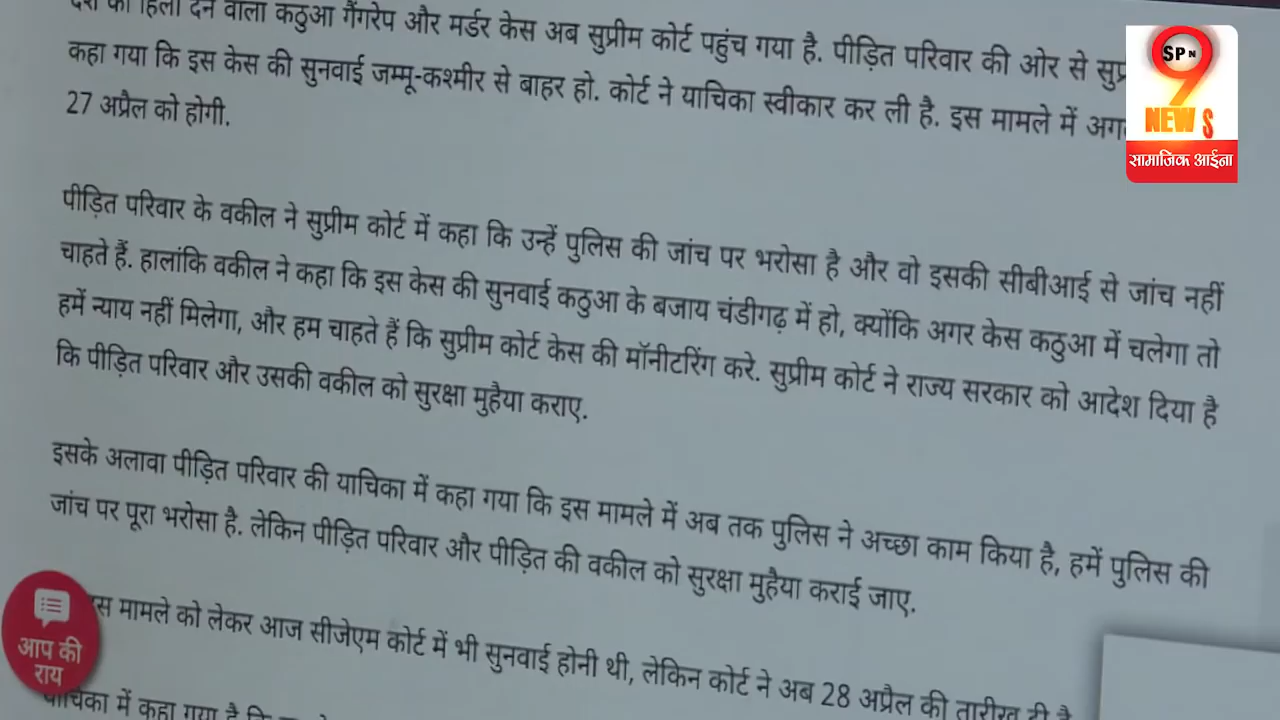 देश को हिला देने वाला कठुआ गैंगरेप और मर्डर केस अब सुप्रीम कोर्ट पहुंच गया है. पीड़ित परिवार की ओर से
कहा गया कि इस केस की सुनवाई जम्मू-कश्मीर से बाहर हो. कोर्ट ने याचिका स्वीकार कर ली है. इस मामले में
27 अप्रैल को होगी.
पीड़ित परिवार के वकील ने सुप्रीम कोर्ट में कहा कि उन्हें पुलिस की जांच पर भरोसा है और वो इसकी सीबीआई से जांच नहीं
चाहते हैं. हालांकि वकील ने कहा कि इस केस की सुनवाई कठुआ के बजाय चंडीगढ़ में हो, क्योंकि अगर केस कठुआ में चलेगा तो
हमें न्याय नहीं मिलेगा, और हम चाहते हैं कि सुप्रीम कोर्ट केस की मॉनीटरिंग करे. सुप्रीम कोर्ट ने राज्य सरकार को आदेश दिया है
कि पीड़ित परिवार और उसकी वकील को सुरक्षा मुहैया कराए.
इसके अलावा पीड़ित परिवार की याचिका में कहा गया कि इस मामले में अब तक पुलिस ने अच्छा काम किया है, हमें पुलिस की
जांच पर पूरा भरोसा है. लेकिन पीड़ित परिवार और पीड़ित की वकील को सुरक्षा मुहैया कराई जाए.
मामले को लेकर आज सीजेएम कोर्ट में भी सुनवाई होनी थी, लेकिन कोर्ट ने अब 28 अप्रैल की तारीख दी है
याचिका में कहा गया है कि
आप की
राय
SPN
9
NEWS
सामाजिक आईना